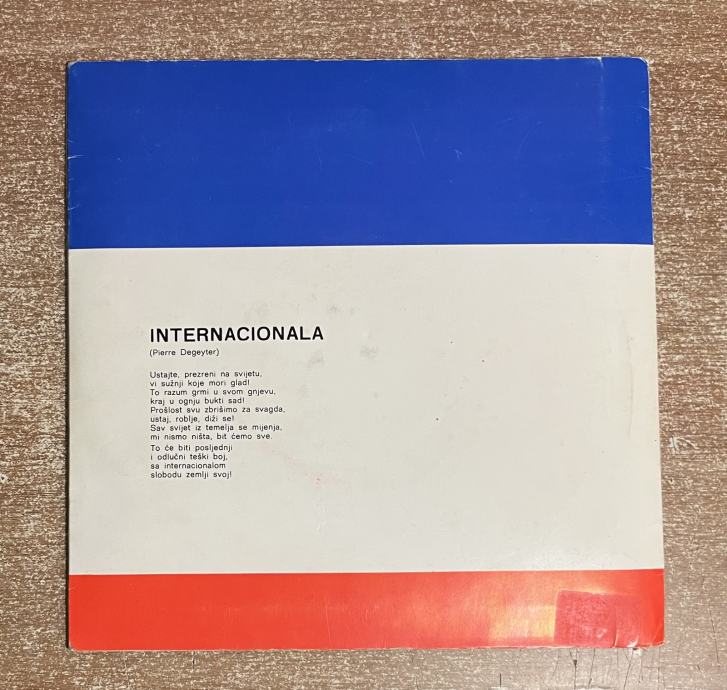 INTERNACIONALA
(Pierre Degeyter)
Ustajte, prezreni na svijetu,
vi sužnji koje mori glad!
To razum grmi u svom gnjevu,
kraj u ognju bukti sad!
Prošlost svu zbrišimo za svagda,
ustaj, roblje, diži se!
Sav svijet iz temelja se mijenja,
mi nismo ništa, bit ćemo sve.
To će biti posljednji
i odlučni teški boj,
sa internacionalom
slobodu zemlji svoj!